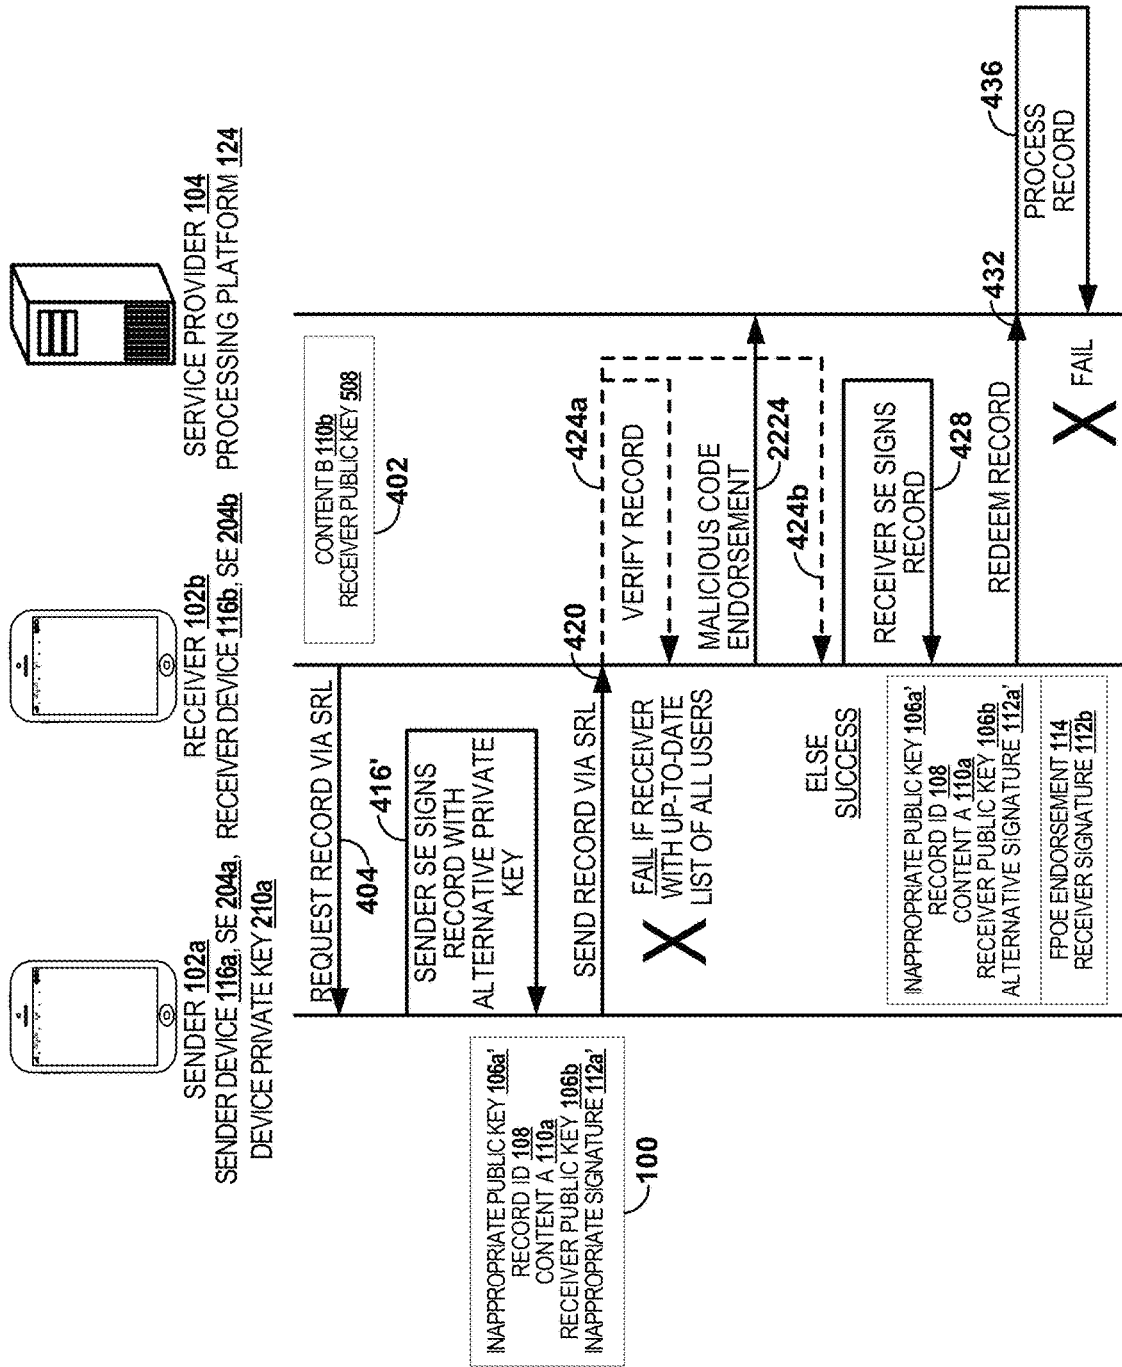 SENDER 102a
SENDER DEVICE 116a, SE 204a,
DEVICE PRIVATE KEY 210a
RECEIVER 102b
RECEIVER DEVICE 116b, SE 204b
SERVICE PROVIDER 104
PROCESSING PLATFORM 124
CONTENT B 110b
RECEIVER PUBLIC KEY 508
402
REQUEST RECORD VIA SRL
404
416'
SENDER SE SIGNS
RECORD WITH
ALTERNATIVE PRIVATE
KEY
INAPPROPRIATE PUBLIC KEY 106a'
RECORD ID 108
CONTENT A 110a
RECEIVER PUBLIC KEY 106b
INAPPROPRIATE SIGNATURE 112a'
100
SEND RECORD VIA SRL
420
424a
VERIFY RECORD
X
FAIL IF RECEIVER
WITH UP-TO-DATE
LIST OF ALL USERS
MALICIOUS CODE
ENDORSEMENT
2224
424b
ELSE
SUCCESS
RECEIVER SE SIGNS
RECORD
428
INAPPROPRIATE PUBLIC KEY 106a'
RECORD ID 108
CONTENT A 110a
RECEIVER PUBLIC KEY 106b
ALTERNATIVE SIGNATURE 112a'
FPOE ENDORSEMENT 114
RECEIVER SIGNATURE 112b
REDEEM RECORD
432
436
PROCESS
RECORD
X
FAIL